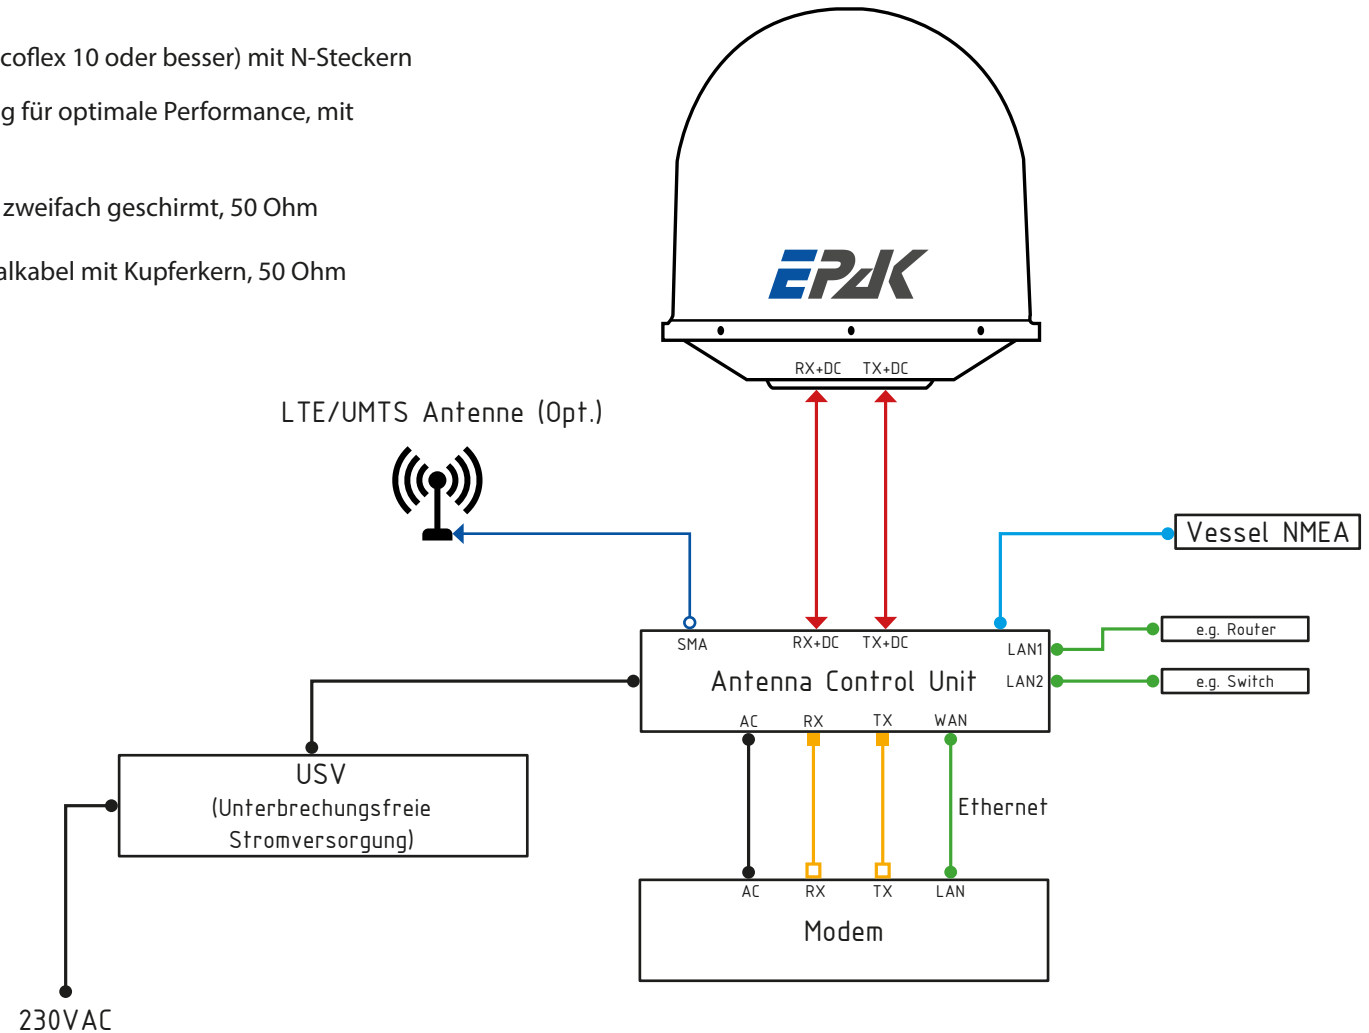 coflex 10 oder besser) mit N-Steckern
g für optimale Performance, mit
zweifach geschirmt, 50 Ohm
alkabel mit Kupferkern, 50 Ohm
EPAK
RX+DC TX+DC
LTE/UMTS Antenne (Opt.)
Vessel NMEA
SMA RX+DC TX+DC
e.g. Router
LAN1
Antenna Control Unit
LAN2
e.g. Switch
AC RX TX WAN
USV
(Unterbrechungsfreie
Stromversorgung)
Ethernet
AC RX TX LAN
Modem
230VAC